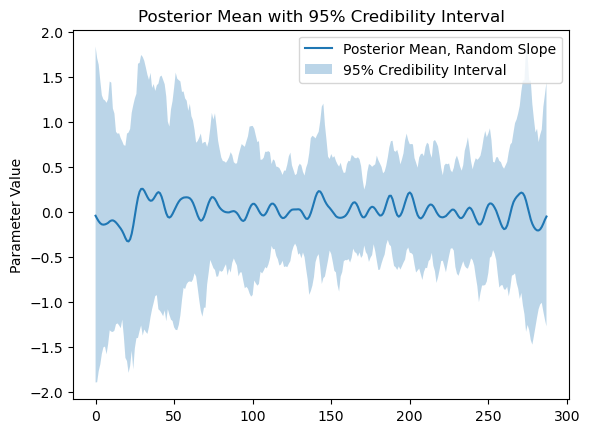 Posterior Mean with 95% Credibility Interval
Posterior Mean, Random Slope
95% Credibility Interval
Parameter Value
2.0
1.5
1.0
0.5
0.0
−0.5
−1.0
−1.5
−2.0
0 50 100 150 200 250 300